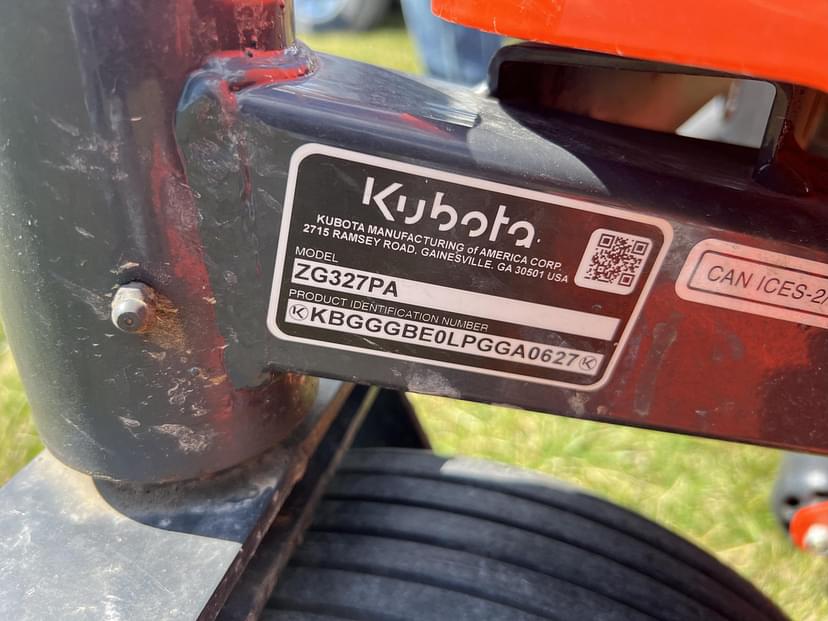 Kubota
KUBOTA MANUFACTURING of AMERICA CORP.
2715 RAMSEY ROAD, GAINESVILLE, GA 30501 USA
MODEL
ZG327PA
PRODUCT IDENTIFICATION NUMBER
KBGGGBE0LPGGA0627
CAN ICES-2/